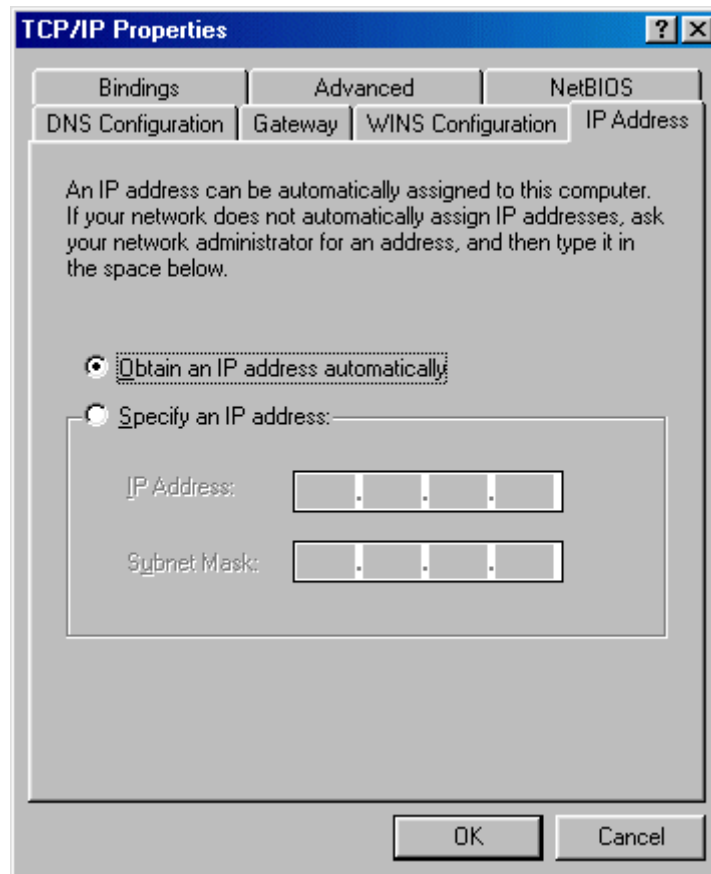 TCP/IP Properties
Bindings
Advanced
NetBIOS
DNS Configuration
Gateway
WINS Configuration
IP Address
An IP address can be automatically assigned to this computer.
If your network does not automatically assign IP addresses, ask
your network administrator for an address, and then type it in
the space below.
Obtain an IP address automatically
Specify an IP address:
IP Address:
Subnet Mask:
OK
Cancel